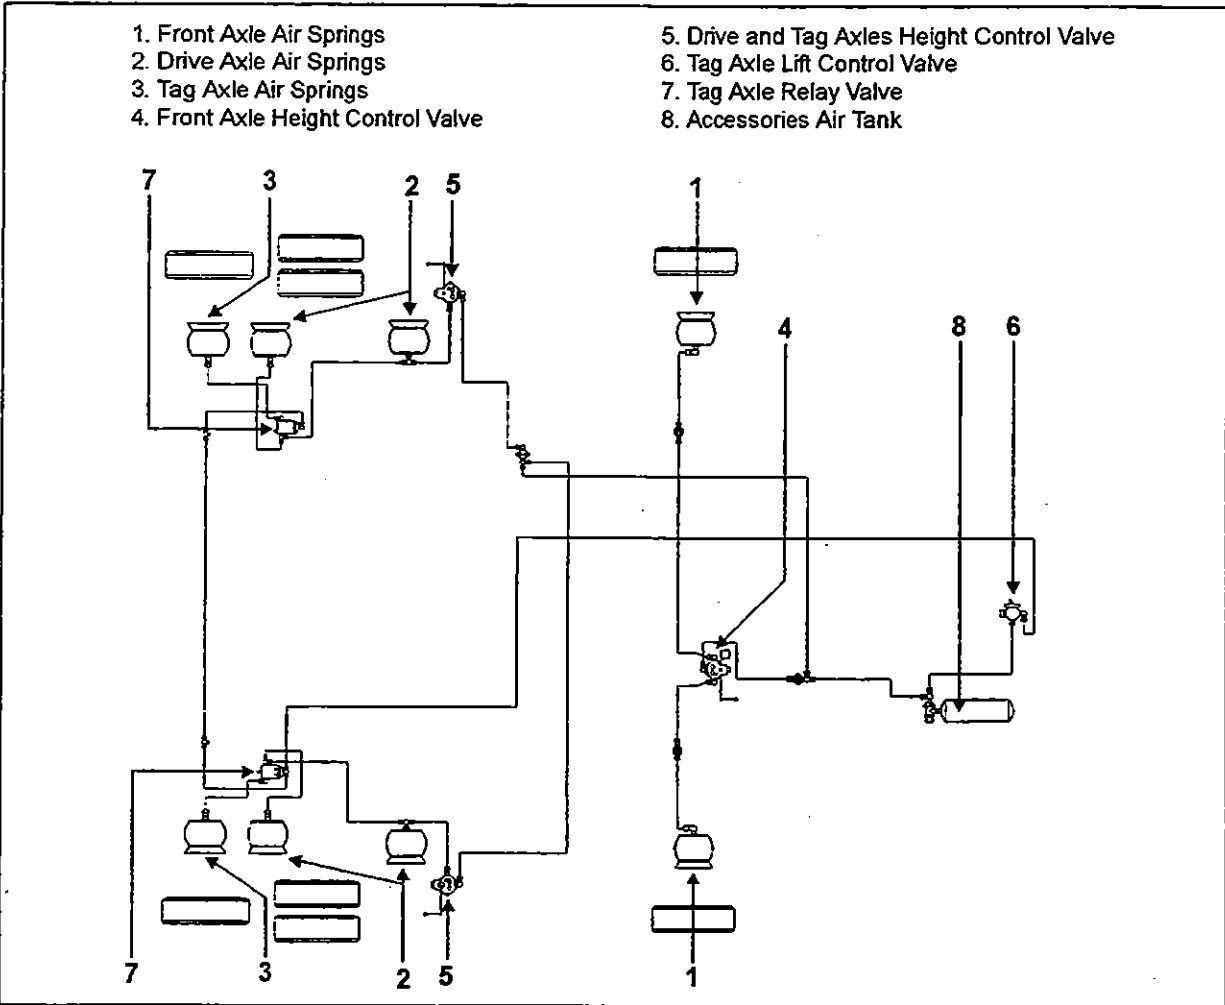 1. Front Axle Air Springs
2. Drive Axle Air Springs
3. Tag Axle Air Springs
4. Front Axle Height Control Valve
5. Drive and Tag Axles Height Control Valve
6. Tag Axle Lift Control Valve
7. Tag Axle Relay Valve
8. Accessories Air Tank
7 3 2 5 1
4 8 6
7 3 2 5 1